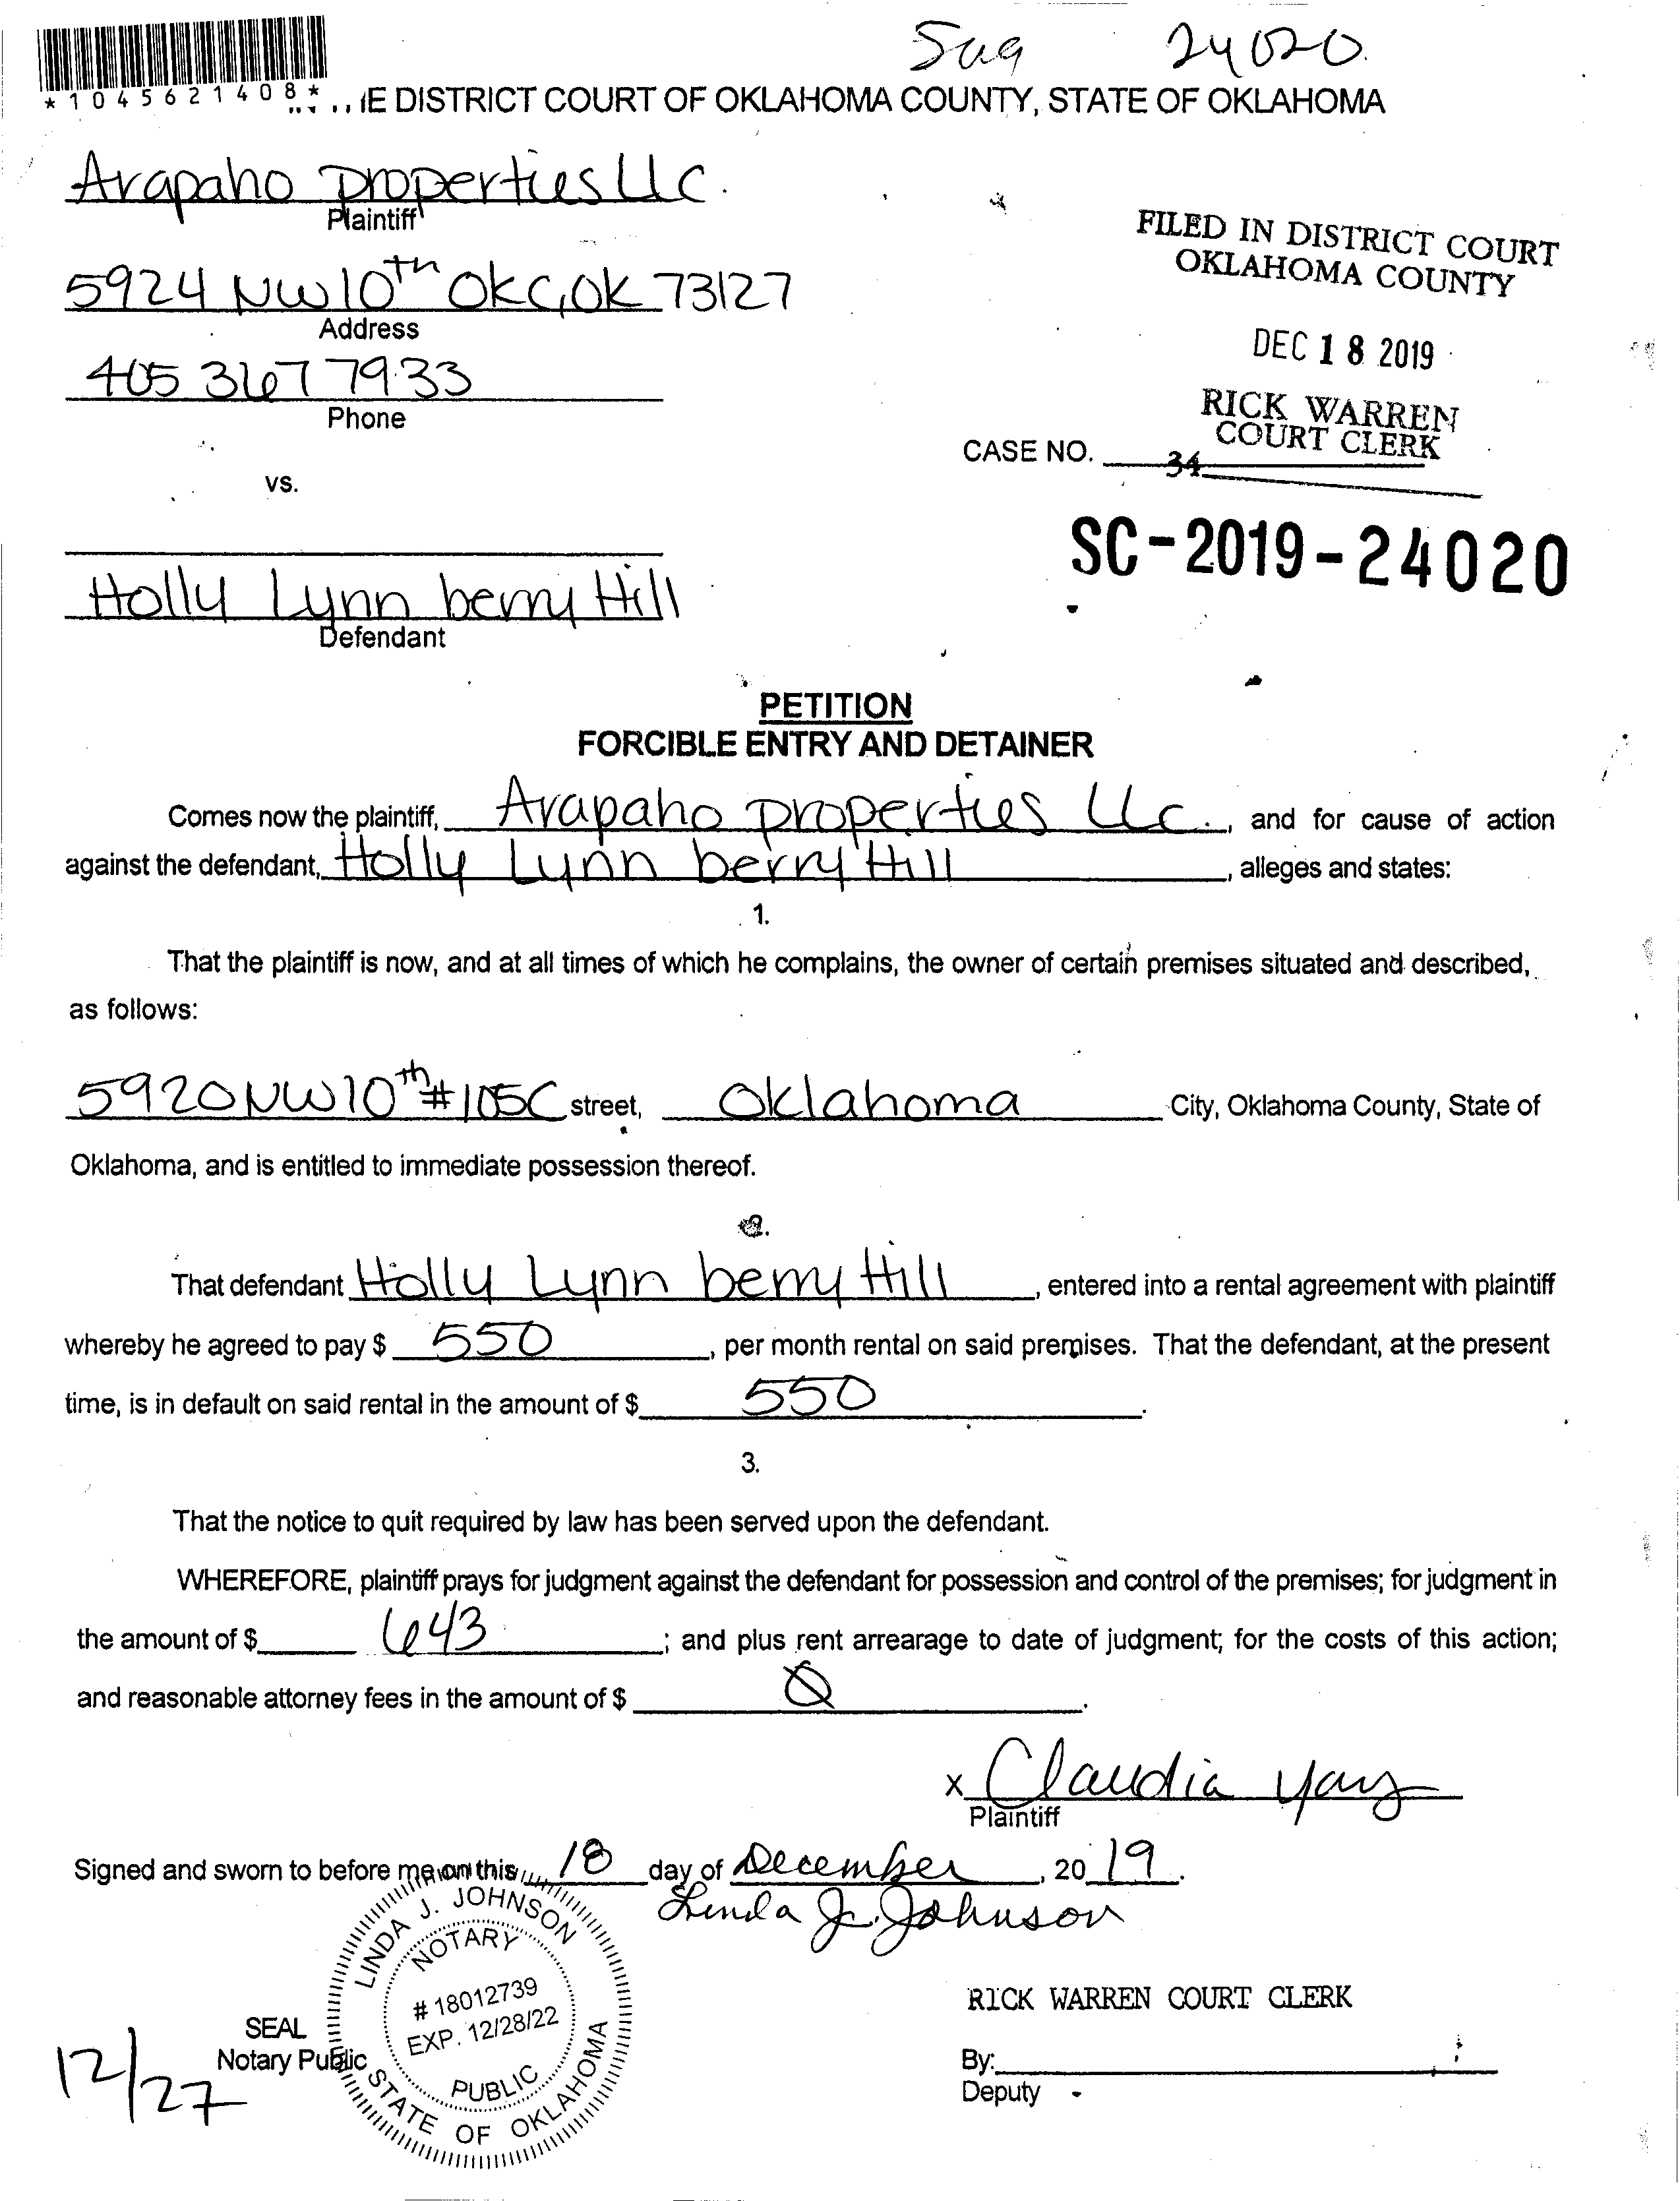 Sug 24020
*1045621408*
IE DISTRICT COURT OF OKLAHOMA COUNTY, STATE OF OKLAHOMA
Arapaho properties LLC.
Plaintiff
5924 NW 10th OKC, OK 73127
Address
405 367 7933
Phone
FILED IN DISTRICT COURT
OKLAHOMA COUNTY
DEC 18 2019
RICK WARREN
COURT CLERK
CASE NO.
34
vs.
SC-2019-24020
Holly Lynn berry Hill
Defendant
PETITION
FORCIBLE ENTRY AND DETAINER
Comes now the plaintiff, Arapaho properties LLC., and for cause of action
against the defendant, Holly Lynn berry Hill, alleges and states:
1.
That the plaintiff is now, and at all times of which he complains, the owner of certain premises situated and described,
as follows:
5920 NW 10th #105C street, Oklahoma City, Oklahoma County, State of
Oklahoma, and is entitled to immediate possession thereof.
2.
That defendant Holly Lynn berry Hill, entered into a rental agreement with plaintiff
whereby he agreed to pay $ 550, per month rental on said premises. That the defendant, at the present
time, is in default on said rental in the amount of $ 550.
3.
That the notice to quit required by law has been served upon the defendant.
WHEREFORE, plaintiff prays for judgment against the defendant for possession and control of the premises; for judgment in
the amount of $ 643; and plus rent arrearage to date of judgment; for the costs of this action;
and reasonable attorney fees in the amount of $ 0.
x Claudia
Plaintiff
Signed and sworn to before me on this 18 day of December, 2019.
Linda J. Johnson
LINDA J. JOHNSON
NOTARY
# 18012739
EXP. 12/28/22
PUBLIC
STATE OF OKLAHOMA
SEAL
Notary Public
12/27
RICK WARREN COURT CLERK
By:
Deputy